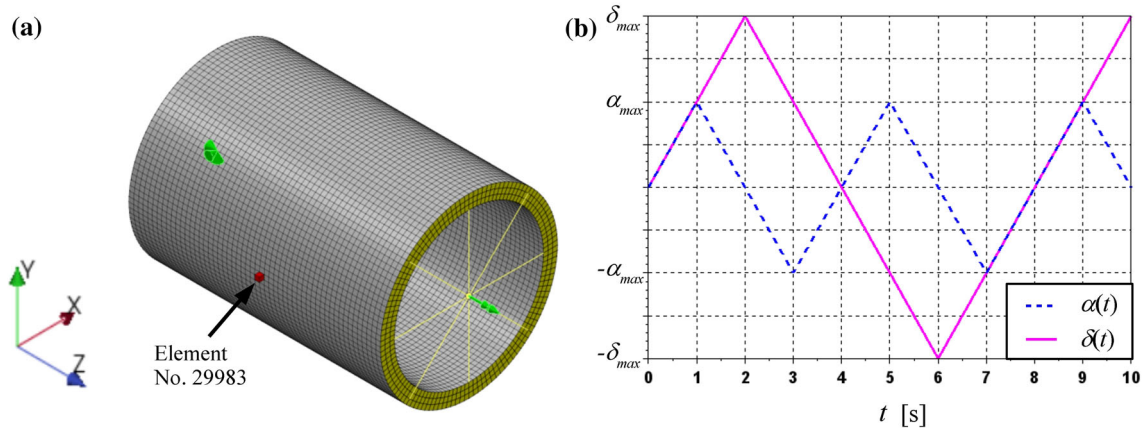 (a)
Y
X
Z
Element
No. 29983
(b)
δmax
αmax
-αmax
-δmax
α(t)
δ(t)
0 1 2 3 4 5 6 7 8 9 10
t [s]